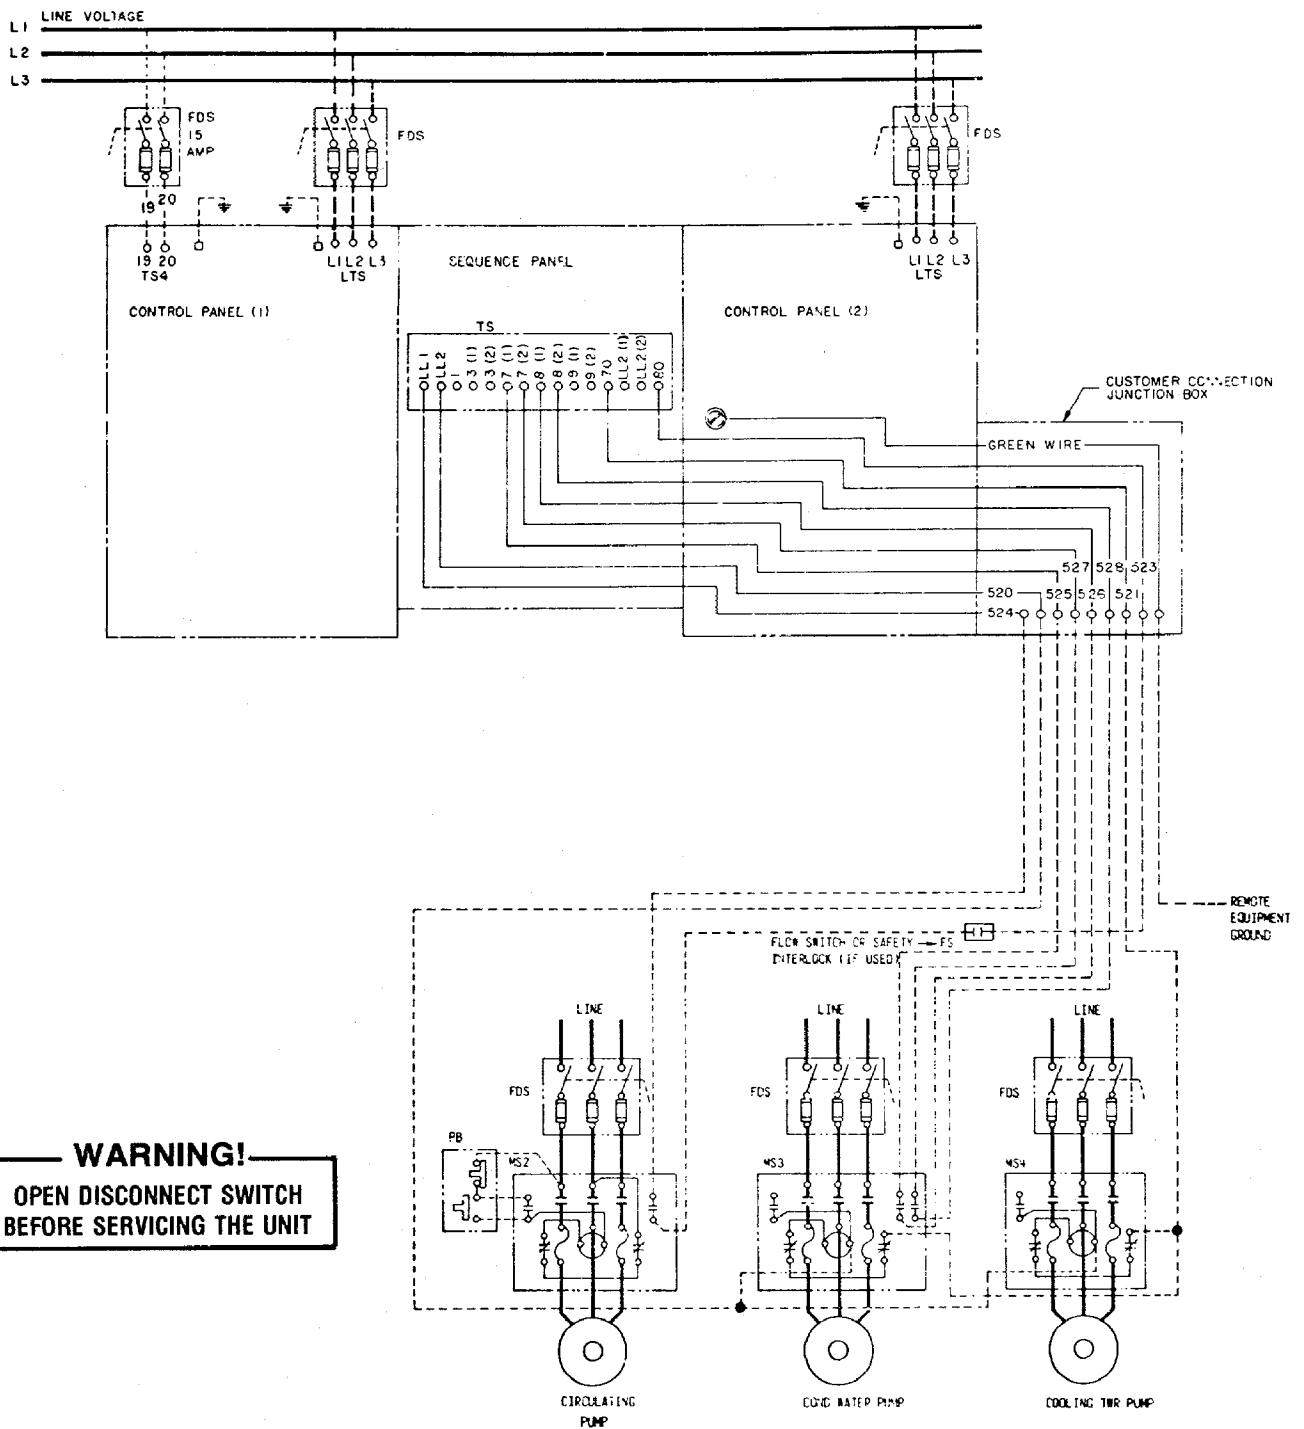 LINE VOLTAGE
L1
L2
L3
FDS
15
AMP
FDS
FDS
19
20
19 20
TS4
L1 L2 L3
LTS
L1 L2 L3
LTS
SEQUENCE PANEL
CONTROL PANEL (1)
CONTROL PANEL (2)
TS
LL1
LL2
1
3 (1)
3 (2)
7 (1)
7 (2)
8 (1)
8 (2)
9 (1)
9 (2)
70
LL2 (1)
LL2 (2)
80
CUSTOMER CONNECTION
JUNCTION BOX
GREEN WIRE
527 528 523
520 525 526 521
524
REMOTE
EQUIPMENT
GROUND
FLOW SWITCH OR SAFETY FS
INTERLOCK (IF USED)
LINE
LINE
LINE
FDS
FDS
FDS
PB
MS2
MS3
MS4
WARNING!
OPEN DISCONNECT SWITCH
BEFORE SERVICING THE UNIT
CIRCULATING
PUMP
COND WATER PUMP
COOLING TWR PUMP